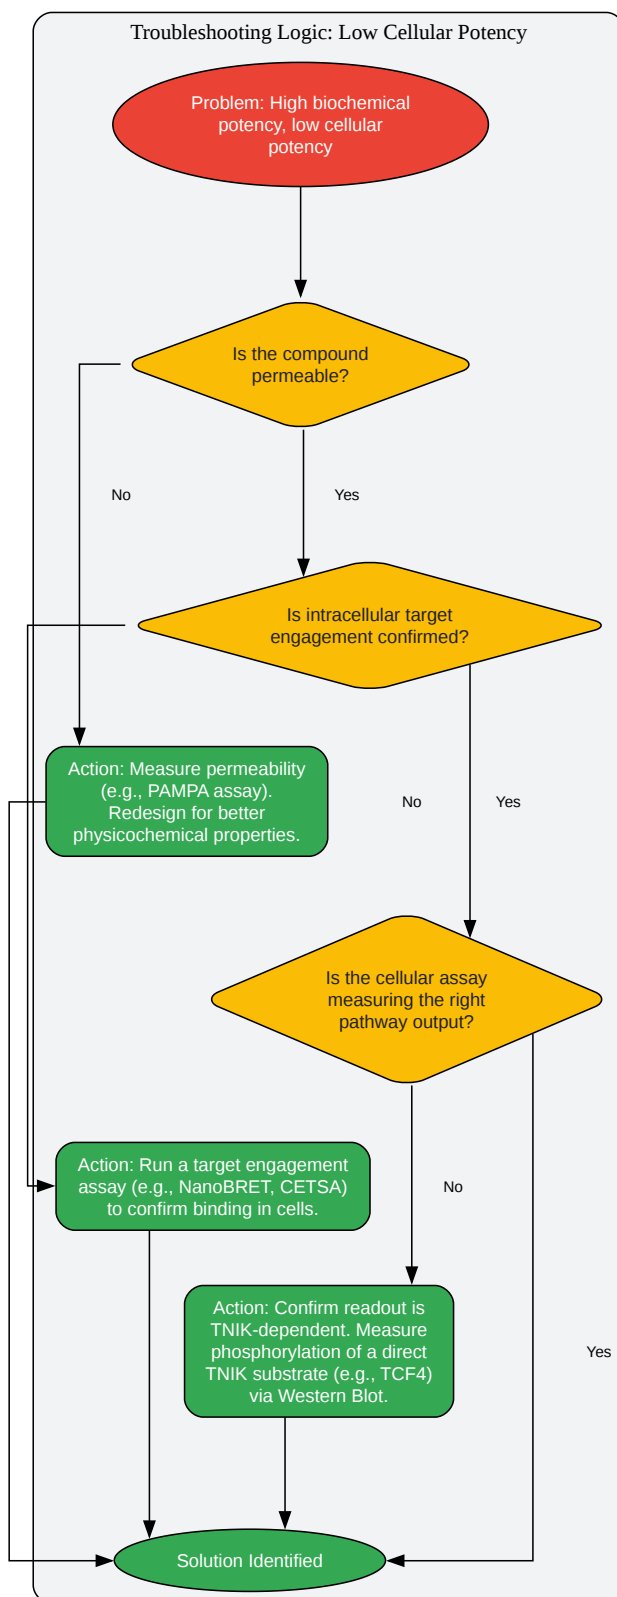 Troubleshooting Logic: Low Cellular Potency
Problem: High biochemical
potency, low cellular
potency
Is the compound
permeable?
No
Yes
Is intracellular target
engagement confirmed?
Action: Measure permeability
(e.g., PAMPA assay).
Redesign for better
physicochemical properties.
No
Yes
Is the cellular assay
measuring the right
pathway output?
Action: Run a target engagement
assay (e.g., NanoBRET, CETSA)
to confirm binding in cells.
No
Action: Confirm readout is
TNIK-dependent. Measure
phosphorylation of a direct
TNIK substrate (e.g., TCF4)
via Western Blot.
Yes
Solution Identified